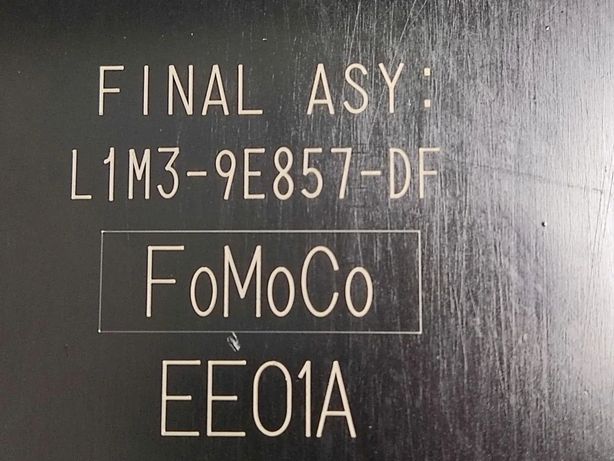 FINAL ASY:
L1M3-9E857-DF
FoMoCo
EE01A